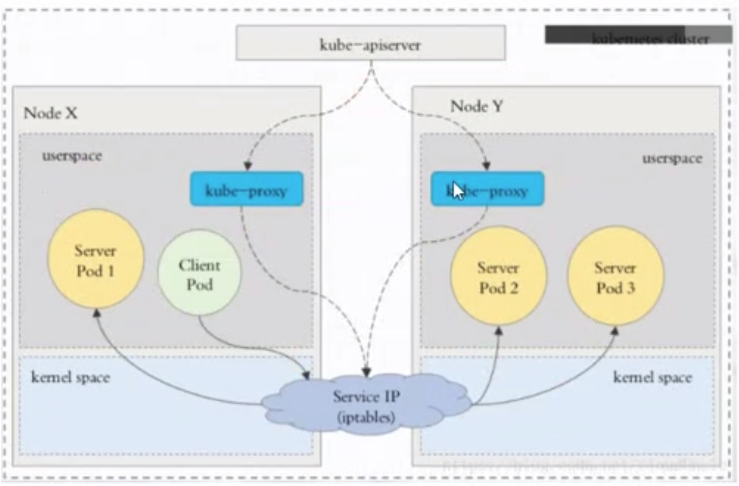 kube-apiserver
kubernetes cluster
Node X
Node Y
userspace
userspace
kube-proxy
kube-proxy
Server
Pod 1
Client
Pod
Server
Pod 2
Server
Pod 3
kernel space
kernel space
Service IP
(iptables)